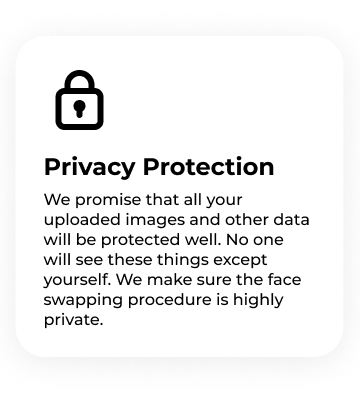 Privacy Protection
We promise that all your
uploaded images and other data
will be protected well. No one
will see these things except
yourself. We make sure the face
swapping procedure is highly
private.